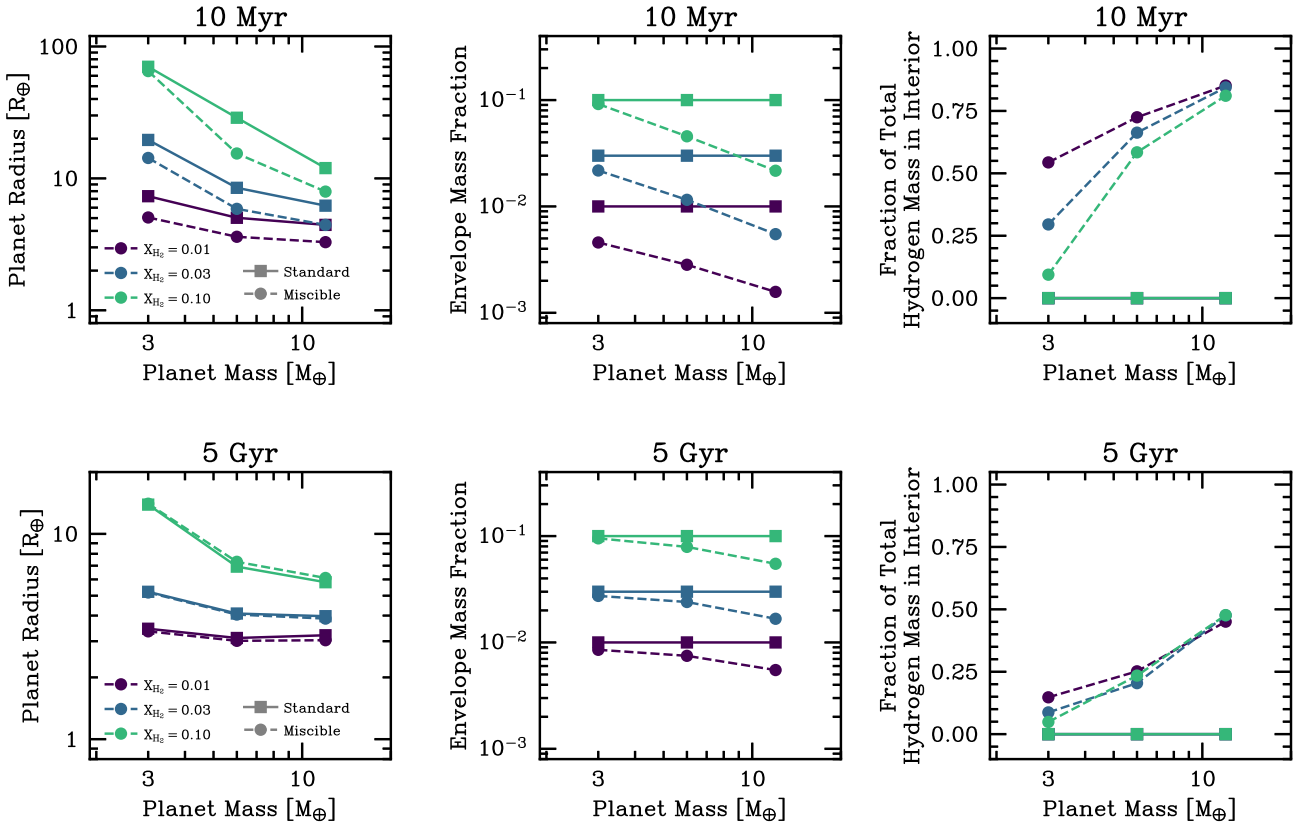 10 Myr
Planet Radius [R⊕]
100
10
1
X_H₂ = 0.01
X_H₂ = 0.03
X_H₂ = 0.10
Standard
Miscible
3
10
Planet Mass [M⊕]
10 Myr
Envelope Mass Fraction
10⁻¹
10⁻²
10⁻³
3
10
Planet Mass [M⊕]
10 Myr
Fraction of Total
Hydrogen Mass in Interior
1.00
0.75
0.50
0.25
0.00
3
10
Planet Mass [M⊕]
5 Gyr
Planet Radius [R⊕]
10
1
X_H₂ = 0.01
X_H₂ = 0.03
X_H₂ = 0.10
Standard
Miscible
3
10
Planet Mass [M⊕]
5 Gyr
Envelope Mass Fraction
10⁻¹
10⁻²
10⁻³
3
10
Planet Mass [M⊕]
5 Gyr
Fraction of Total
Hydrogen Mass in Interior
1.00
0.75
0.50
0.25
0.00
3
10
Planet Mass [M⊕]